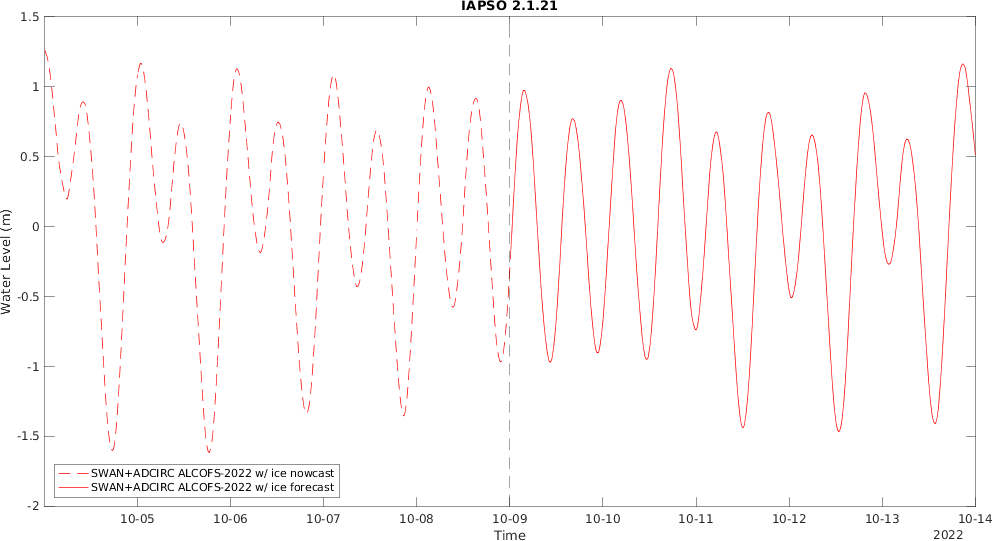 IAPSO 2.1.21
1.5
1
0.5
0
-0.5
-1
-1.5
-2
Water Level (m)
SWAN+ADCIRC ALCOFS-2022 w/ ice nowcast
SWAN+ADCIRC ALCOFS-2022 w/ ice forecast
10-05 10-06 10-07 10-08 10-09 10-10 10-11 10-12 10-13 10-14
Time
2022